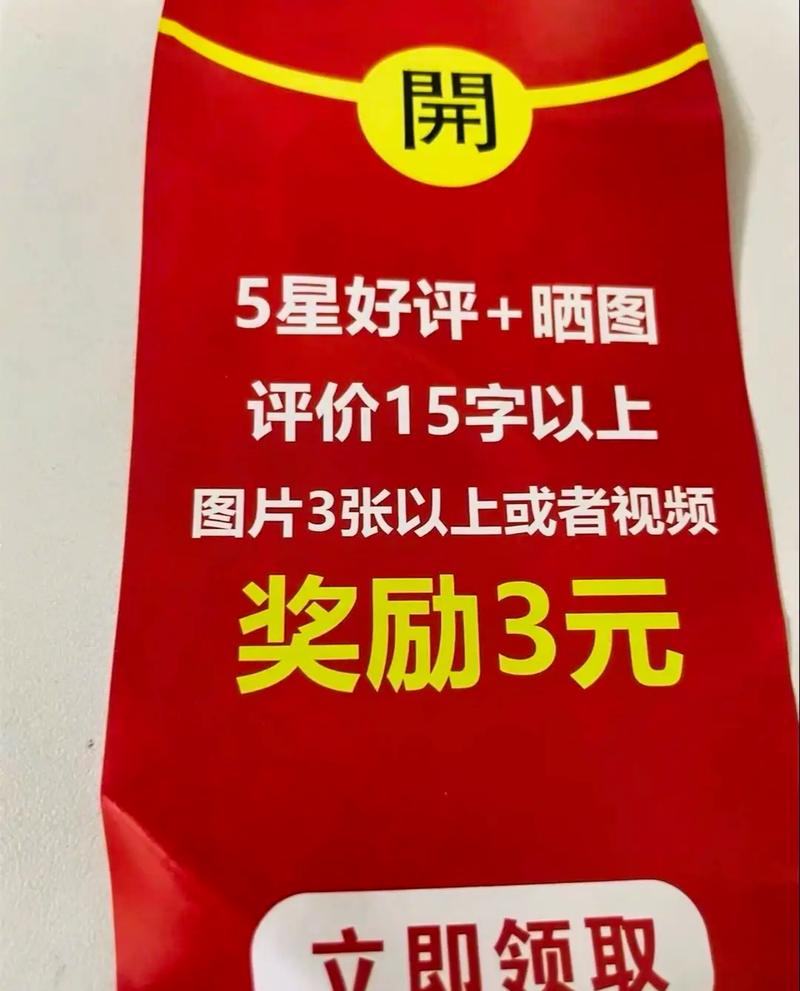 開
5星好评+晒图
评价15字以上
图片3张以上或者视频
奖励3元
立即领取